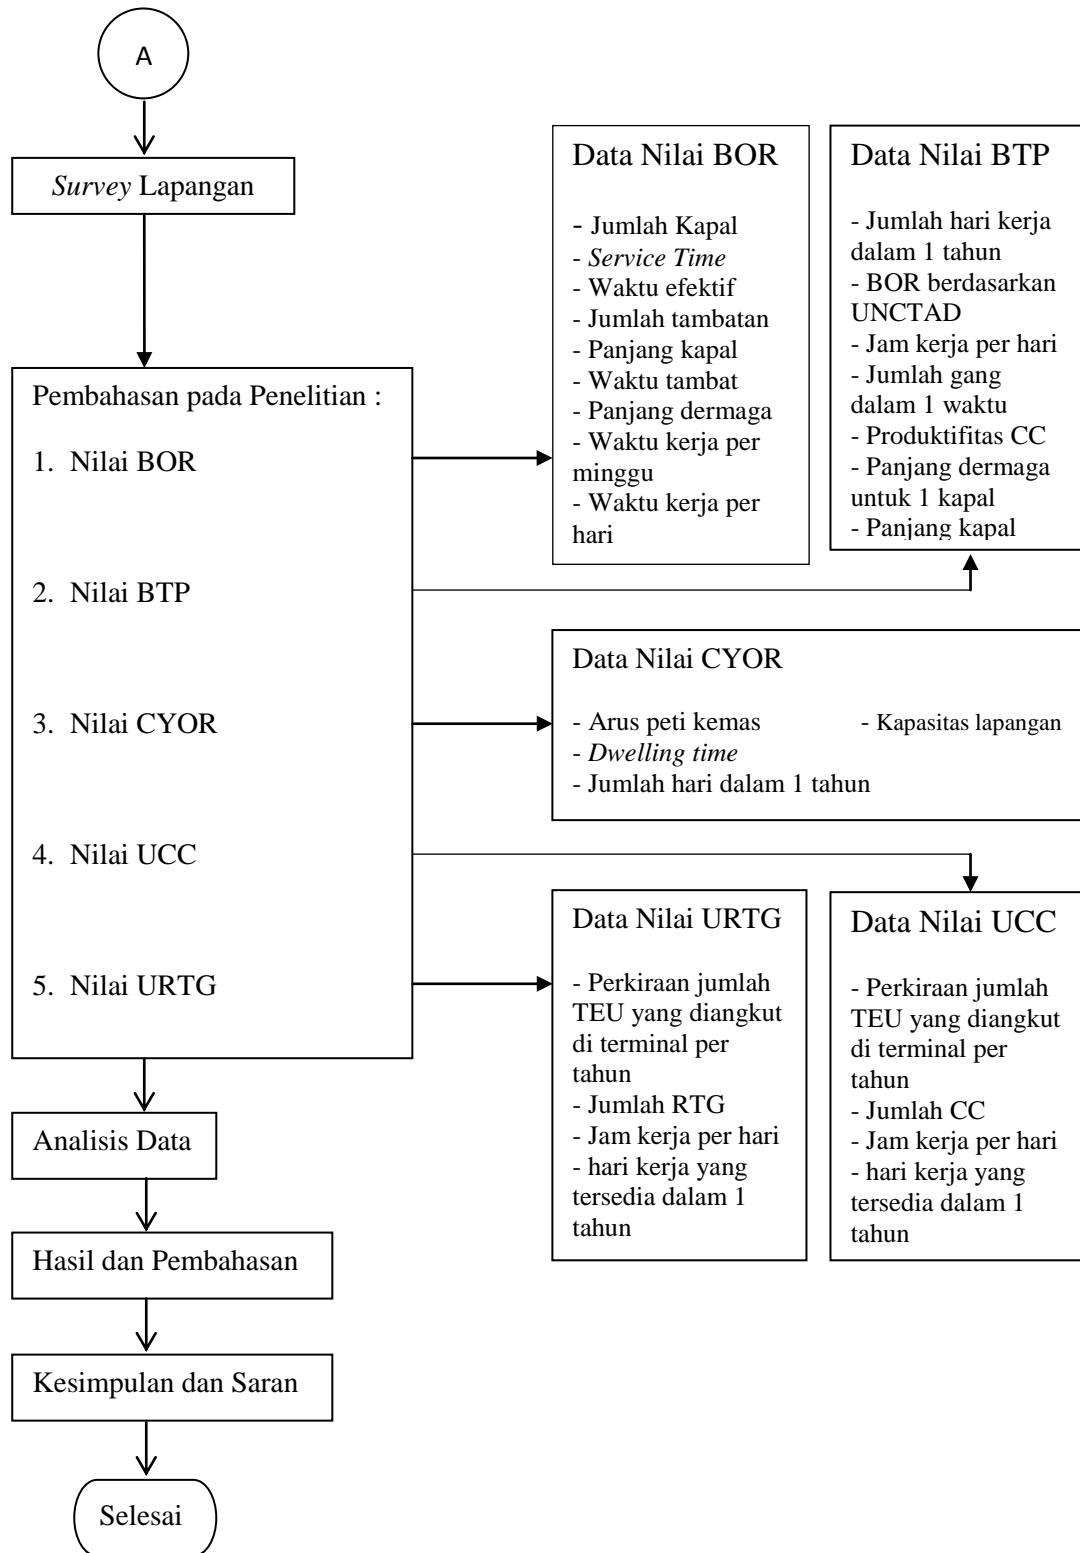 A
Survey Lapangan
Pembahasan pada Penelitian :
1. Nilai BOR
2. Nilai BTP
3. Nilai CYOR
4. Nilai UCC
5. Nilai URTG
Data Nilai BOR
- Jumlah Kapal
- Service Time
- Waktu efektif
- Jumlah tambatan
- Panjang kapal
- Waktu tambat
- Panjang dermaga
- Waktu kerja per
minggu
- Waktu kerja per
hari
Data Nilai BTP
- Jumlah hari kerja
dalam 1 tahun
- BOR berdasarkan
UNCTAD
- Jam kerja per hari
- Jumlah gang
dalam 1 waktu
- Produktifitas CC
- Panjang dermaga
untuk 1 kapal
- Panjang kapal
Data Nilai CYOR
- Arus peti kemas - Kapasitas lapangan
- Dwelling time
- Jumlah hari dalam 1 tahun
Data Nilai URTG
- Perkiraan jumlah
TEU yang diangkut
di terminal per
tahun
- Jumlah RTG
- Jam kerja per hari
- hari kerja yang
tersedia dalam 1
tahun
Data Nilai UCC
- Perkiraan jumlah
TEU yang diangkut
di terminal per
tahun
- Jumlah CC
- Jam kerja per hari
- hari kerja yang
tersedia dalam 1
tahun
Analisis Data
Hasil dan Pembahasan
Kesimpulan dan Saran
Selesai